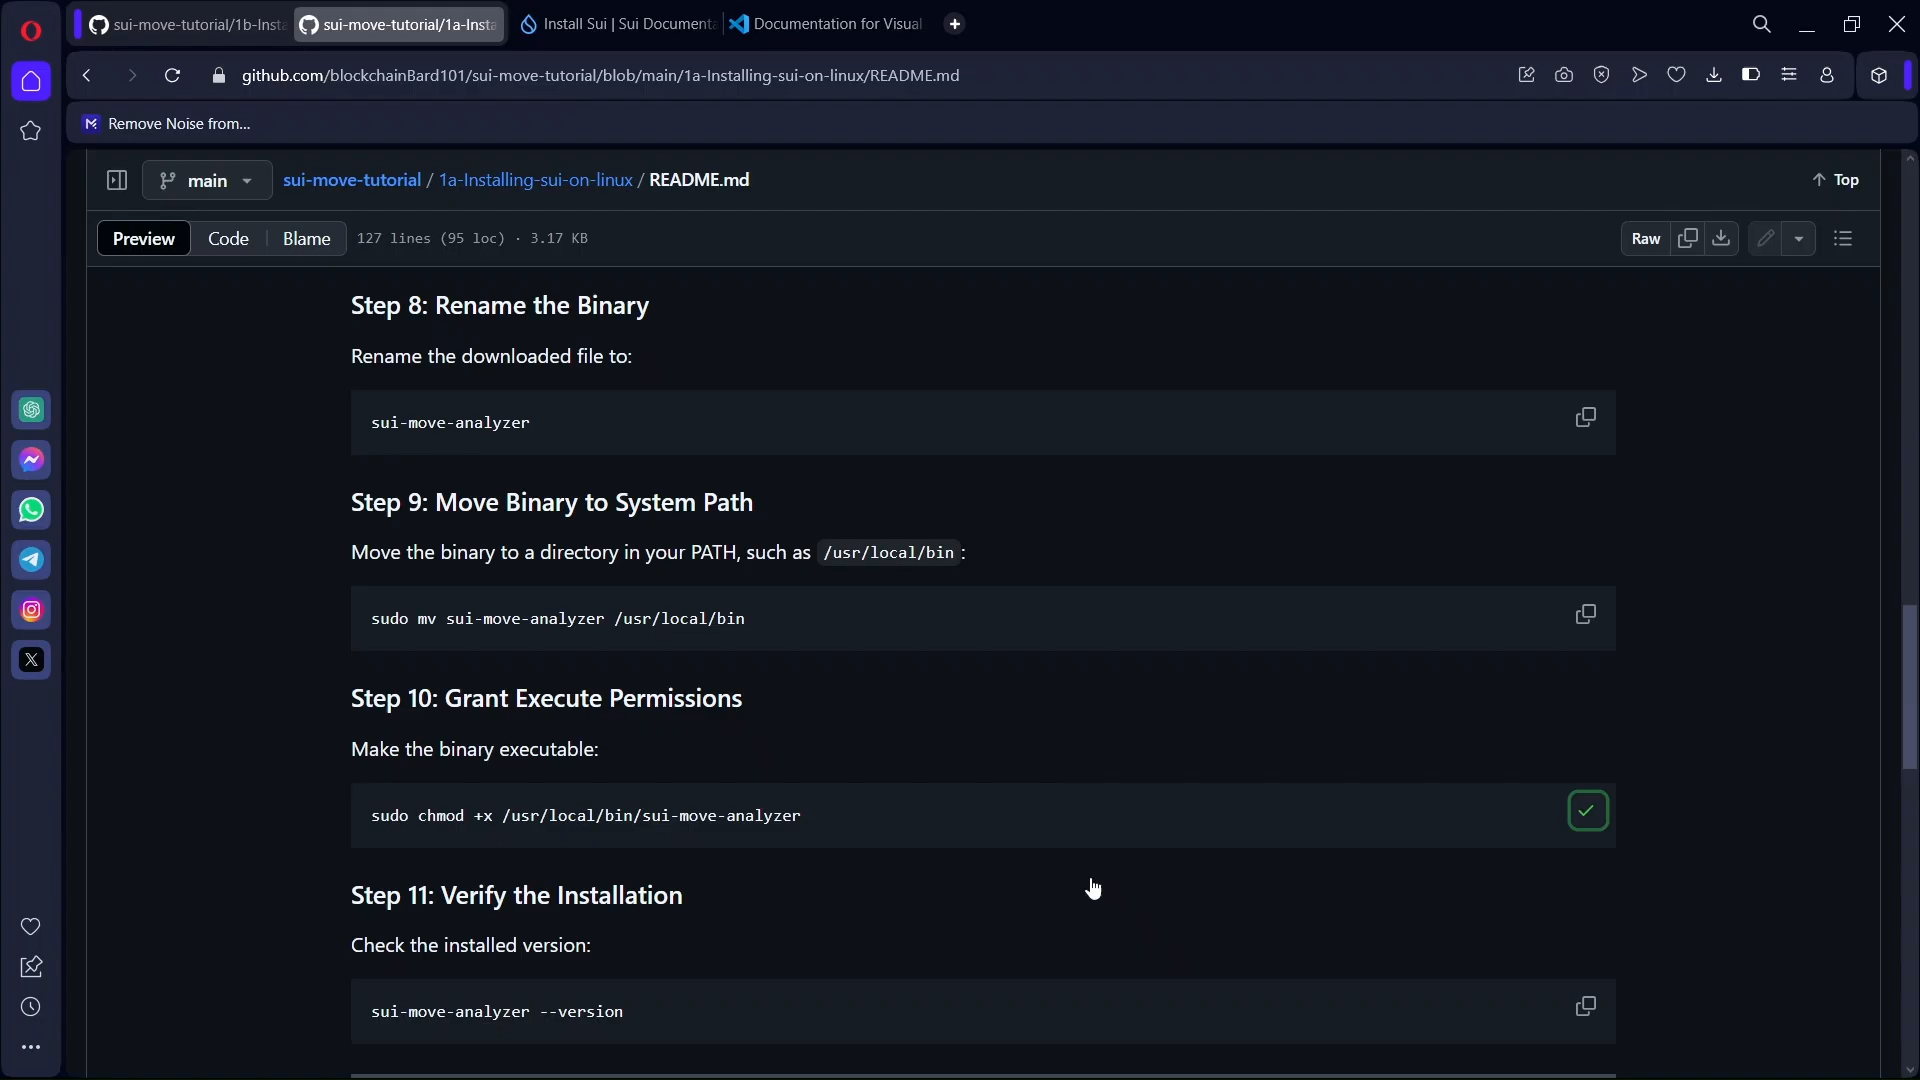 sui-move-tutorial/1b-Insta
sui-move-tutorial/1a-Insta
Install Sui | Sui Documenta
Documentation for Visual
github.com/blockchainBard101/sui-move-tutorial/blob/main/1a-Installing-sui-on-linux/README.md
Remove Noise from...
main
sui-move-tutorial / 1a-Installing-sui-on-linux / README.md
Top
Preview
Code
Blame
127 lines (95 loc) · 3.17 KB
Raw
Step 8: Rename the Binary
Rename the downloaded file to:
sui-move-analyzer
Step 9: Move Binary to System Path
Move the binary to a directory in your PATH, such as /usr/local/bin :
sudo mv sui-move-analyzer /usr/local/bin
Step 10: Grant Execute Permissions
Make the binary executable:
sudo chmod +x /usr/local/bin/sui-move-analyzer
Step 11: Verify the Installation
Check the installed version:
sui-move-analyzer --version